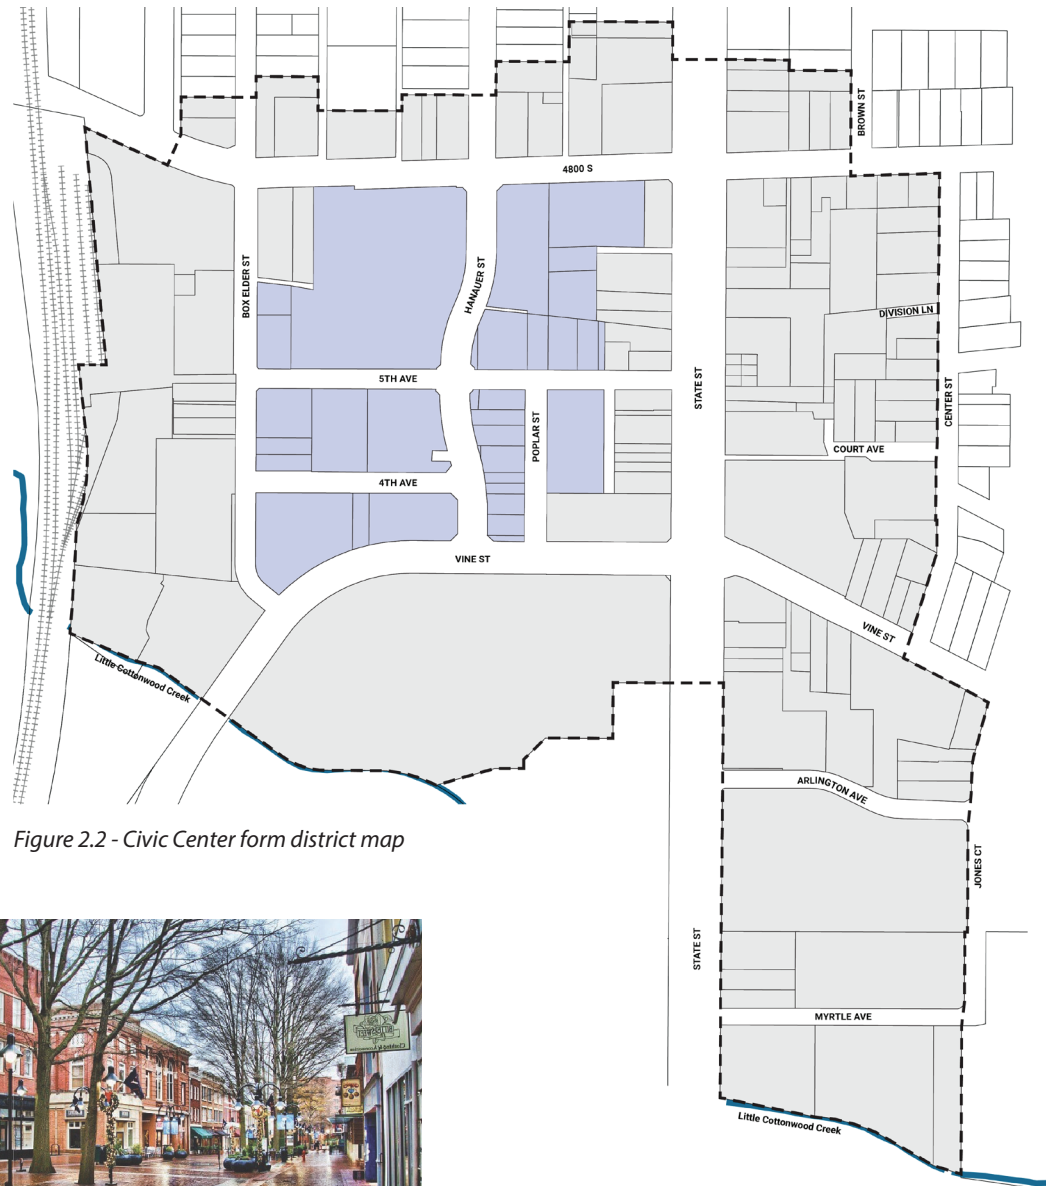 BROWN ST
4800 S
BOX ELDER ST
HANAUER ST
DIVISION LN
5TH AVE
STATE ST
CENTER ST
POPLAR ST
COURT AVE
4TH AVE
VINE ST
VINE ST
Little Cottonwood Creek
ARLINGTON AVE
Figure 2.2 - Civic Center form district map
JONES CT
STATE ST
MYRTLE AVE
Little Cottonwood Creek